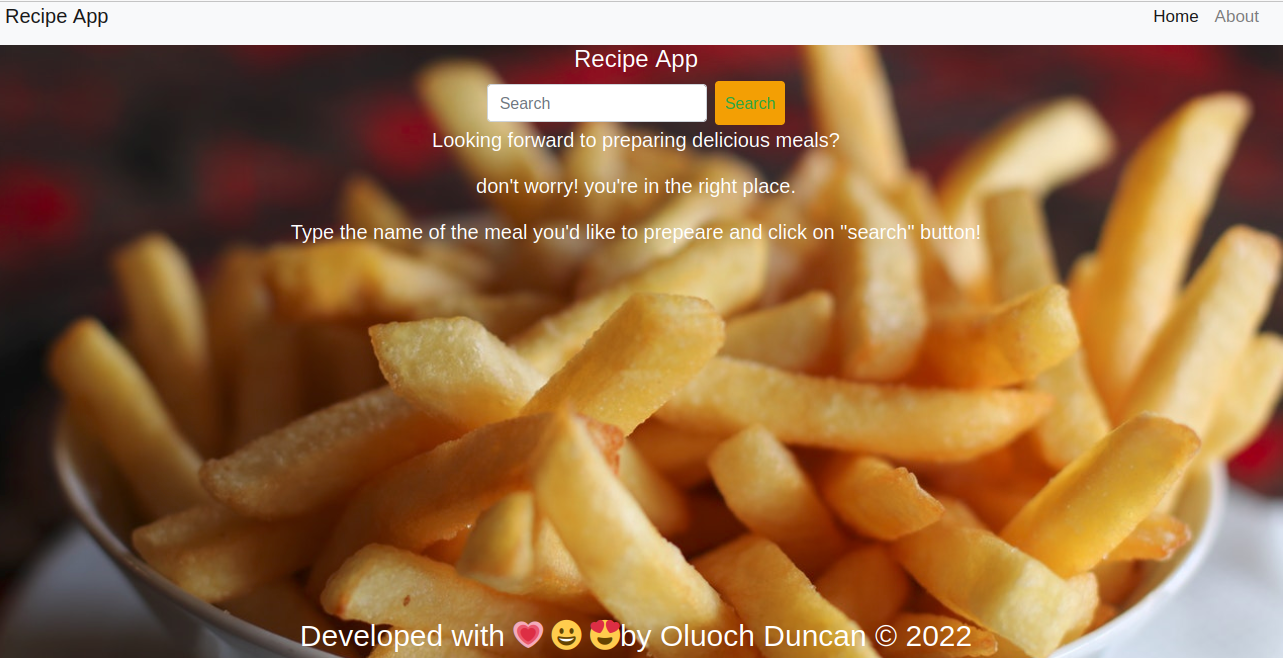 Recipe App Home About
Recipe App
Search Search
Looking forward to preparing delicious meals?
don't worry! you're in the right place.
Type the name of the meal you'd like to prepeare and click on "search" button!
Developed with 💗😀😍by Oluoch Duncan © 2022